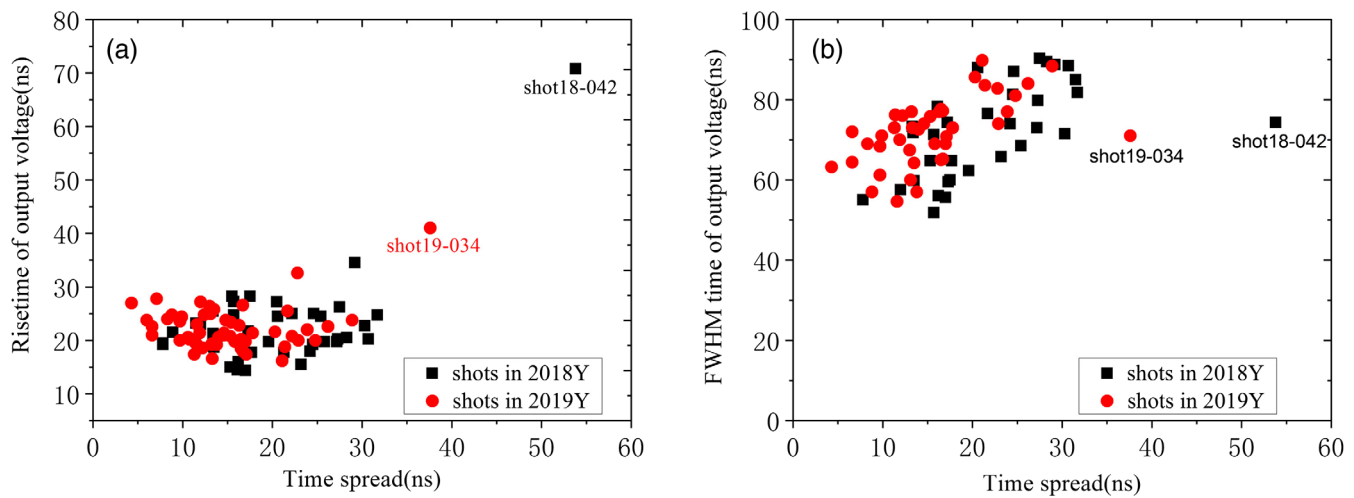 (a)
80
70
60
50
40
30
20
10
Risetime of output voltage(ns)
shot18-042
shot19-034
shots in 2018Y
shots in 2019Y
0 10 20 30 40 50 60
Time spread(ns)
(b)
100
80
60
40
20
0
FWHM time of output voltage(ns)
shot19-034
shot18-042
shots in 2018Y
shots in 2019Y
0 10 20 30 40 50 60
Time spread(ns)